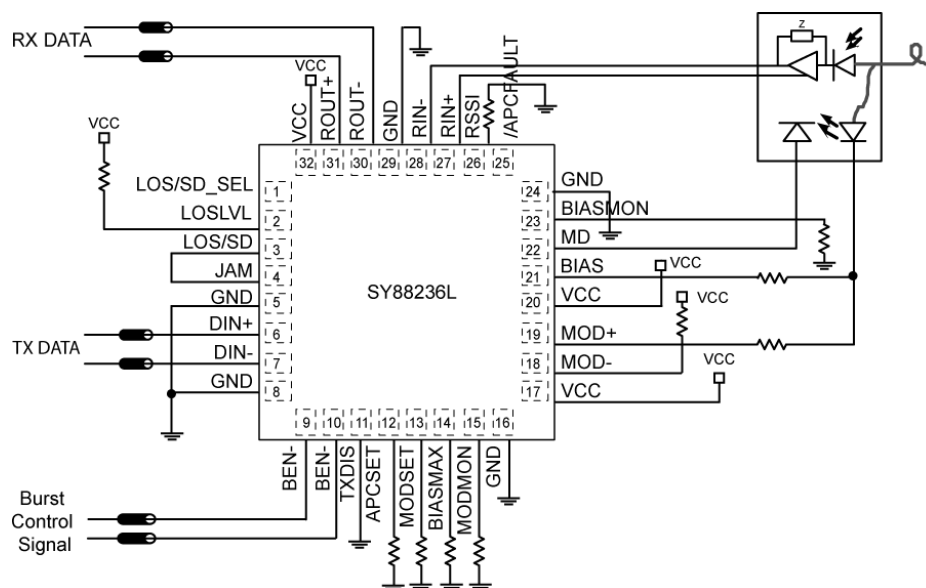 RX DATA
VCC
VCC
ROUT+
ROUT-
GND
RIN-
RIN+
RSSI
/APCFAULT
z
32
31
30
29
28
27
26
25
VCC
LOS/SD_SEL
1
LOSLVL
2
LOS/SD
3
JAM
4
GND
5
DIN+
6
TX DATA
DIN-
7
GND
8
SY88236L
24
GND
23
BIASMON
22
MD
21
BIAS
VCC
20
VCC
19
MOD+
VCC
18
MOD-
VCC
17
VCC
9
10
11
12
13
14
15
16
BEN-
BEN-
TXDIS
APCSET
MODSET
BIASMAX
MODMON
GND
Burst
Control
Signal